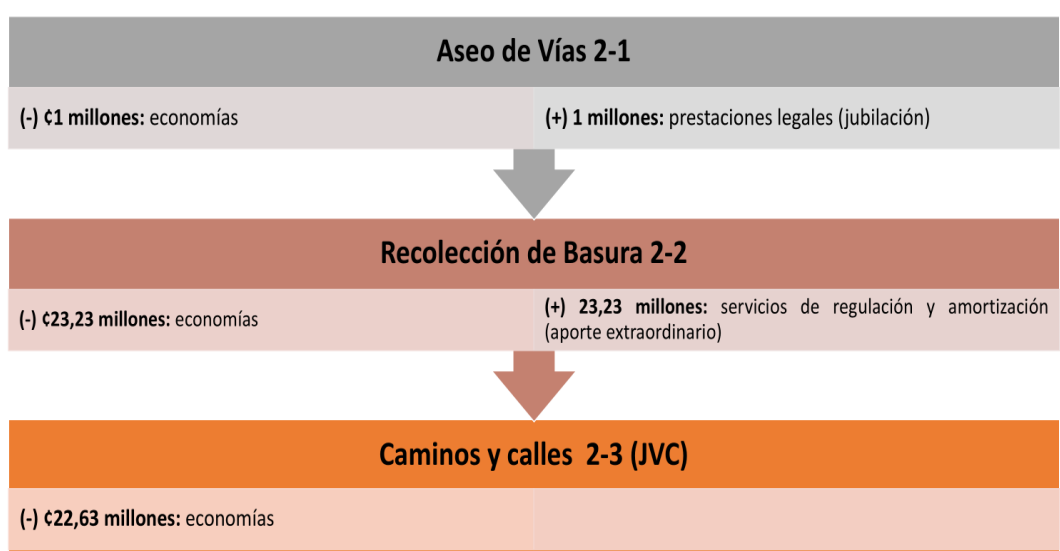 Aseo de Vías 2-1
(-) ¢1 millones: economías
(+) 1 millones: prestaciones legales (jubilación)
Recolección de Basura 2-2
(-) ¢23,23 millones: economías
(+) 23,23 millones: servicios de regulación y amortización
(aporte extraordinario)
Caminos y calles 2-3 (JVC)
(-) ¢22,63 millones: economías